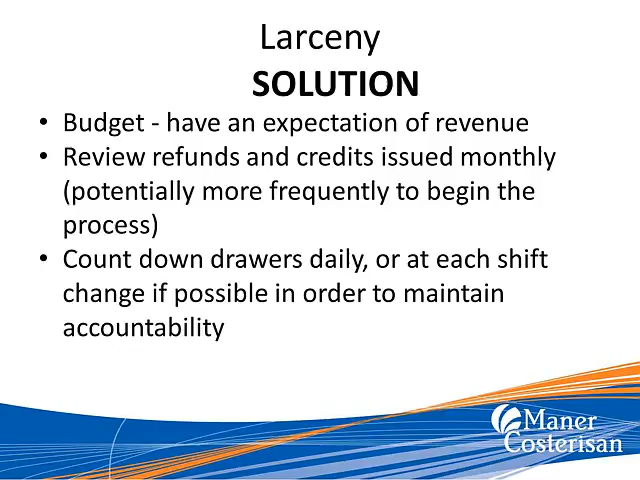 Larceny
SOLUTION
• Budget - have an expectation of revenue
• Review refunds and credits issued monthly
(potentially more frequently to begin the
process)
• Count down drawers daily, or at each shift
change if possible in order to maintain
accountability
Maner
Costerisan